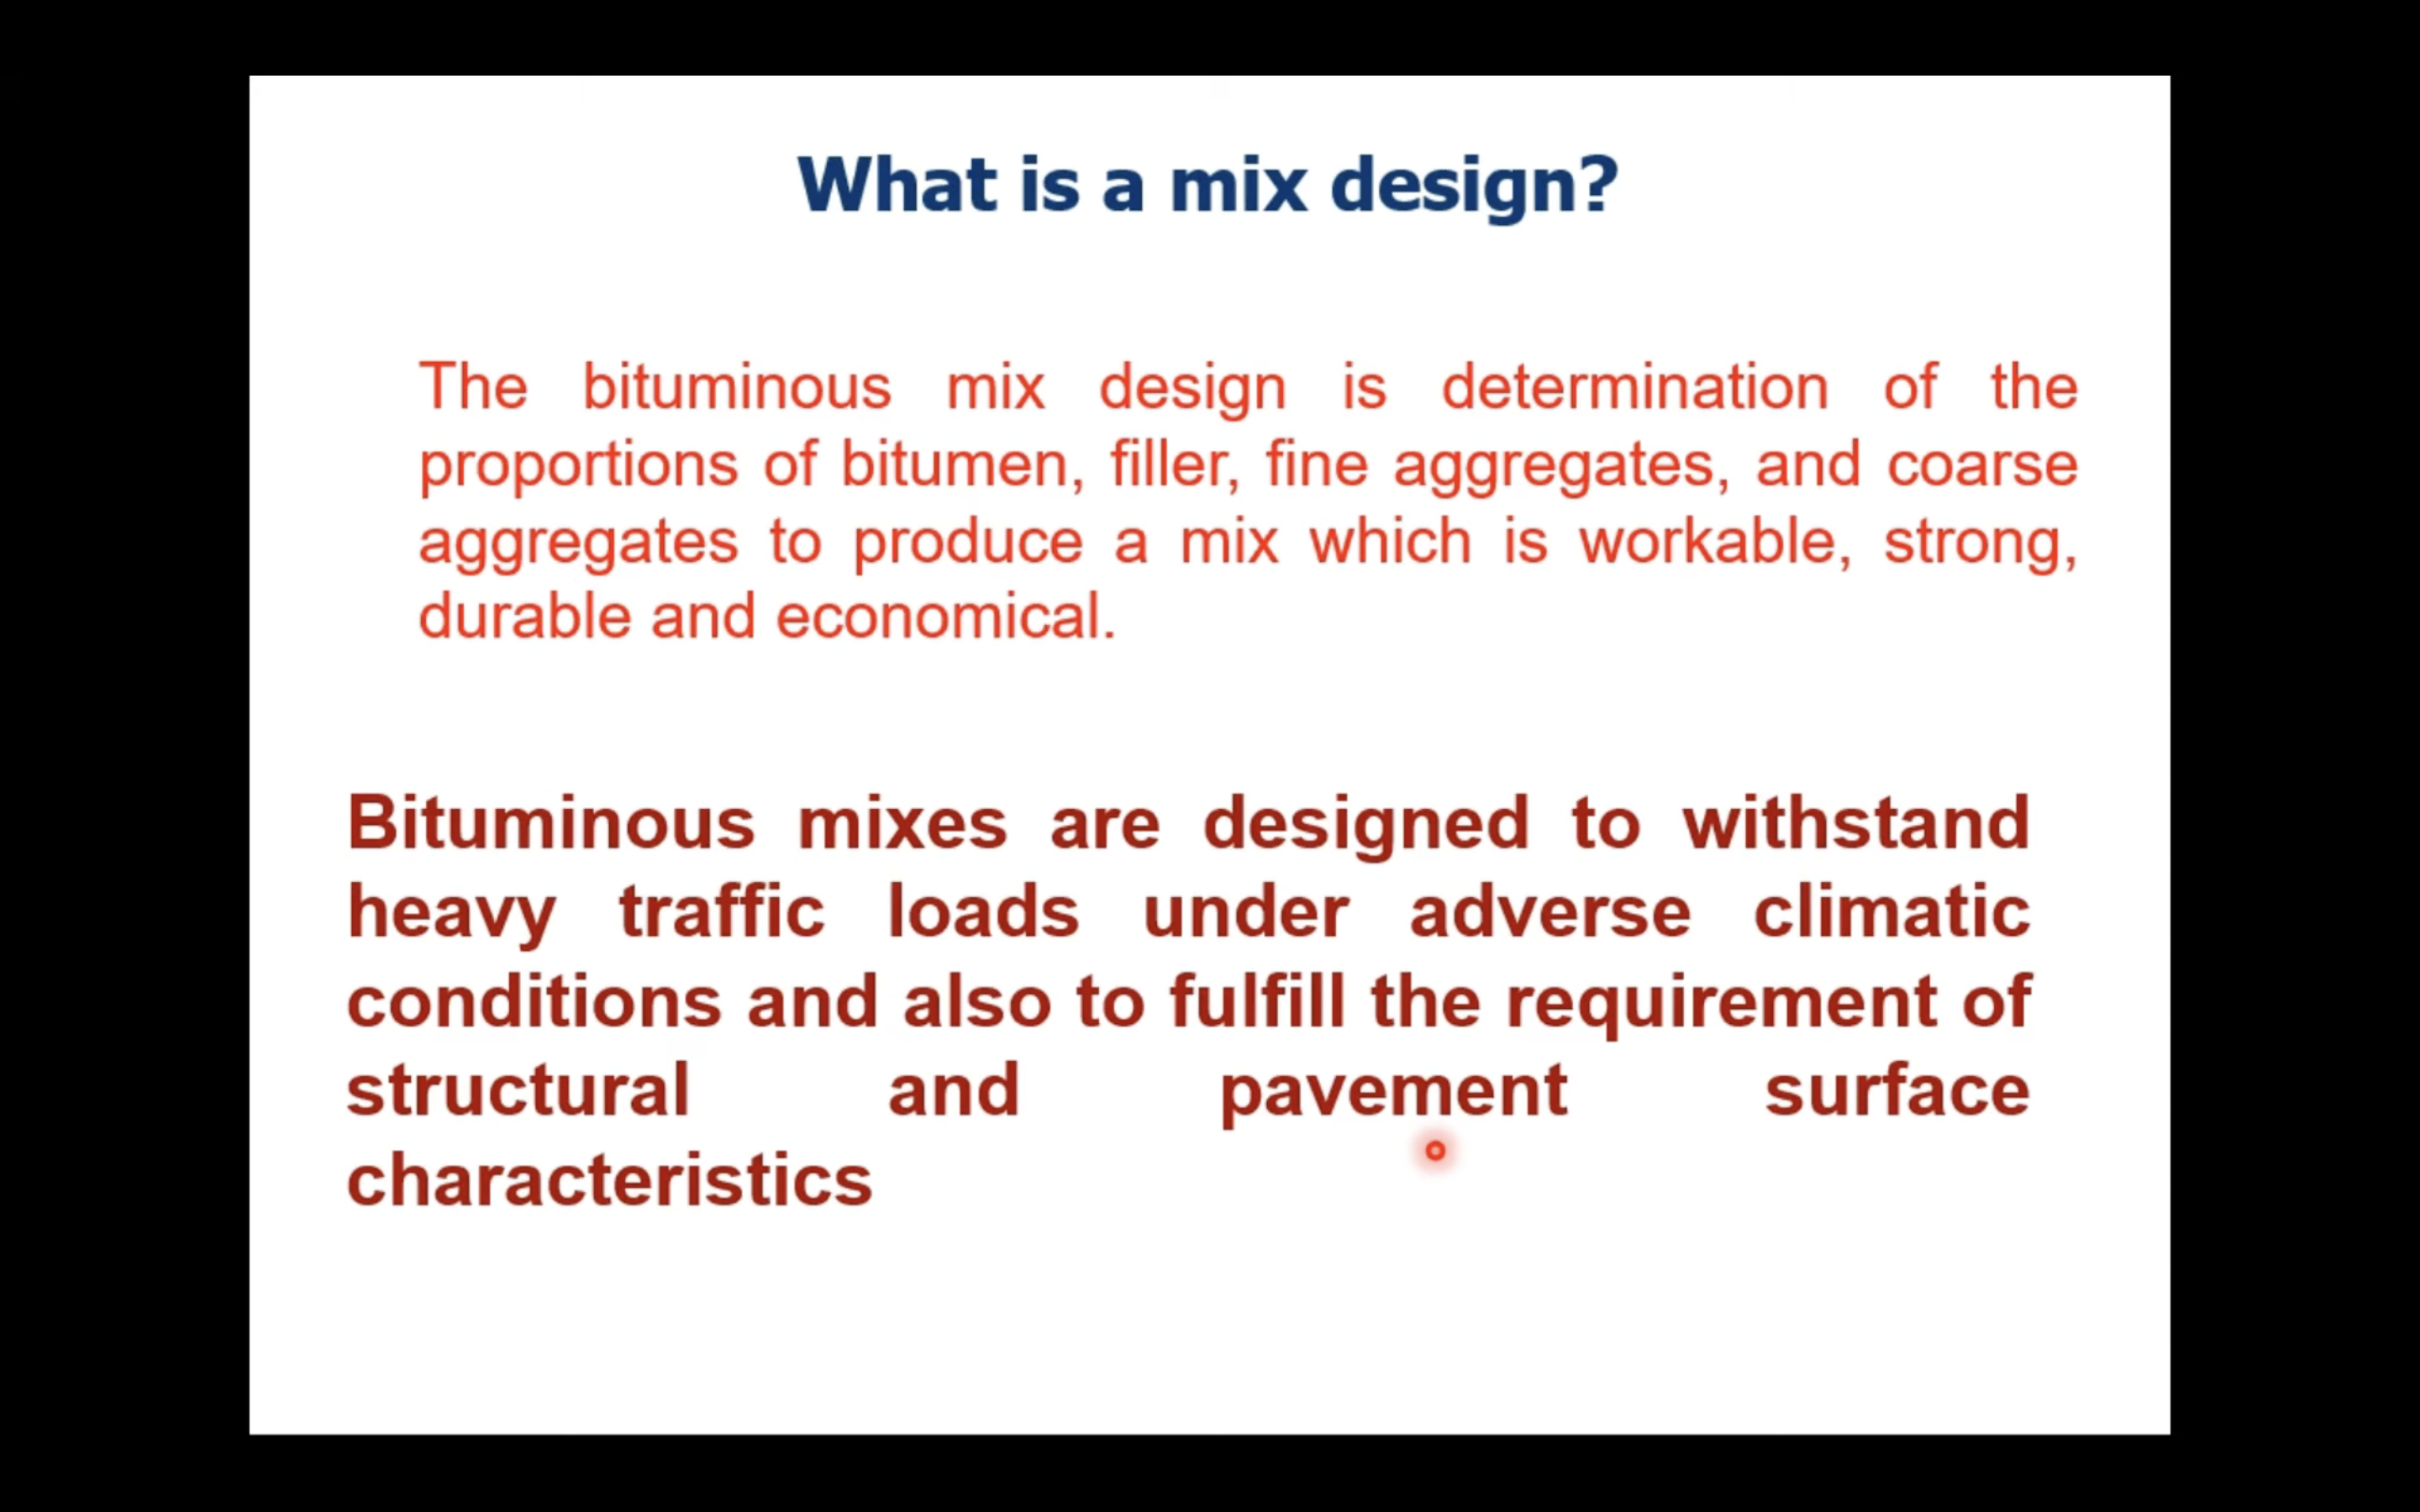 What is a mix design?
The bituminous mix design is determination of the
proportions of bitumen, filler, fine aggregates, and coarse
aggregates to produce a mix which is workable, strong,
durable and economical.
Bituminous mixes are designed to withstand
heavy traffic loads under adverse climatic
conditions and also to fulfill the requirement of
structural and pavement surface
characteristics